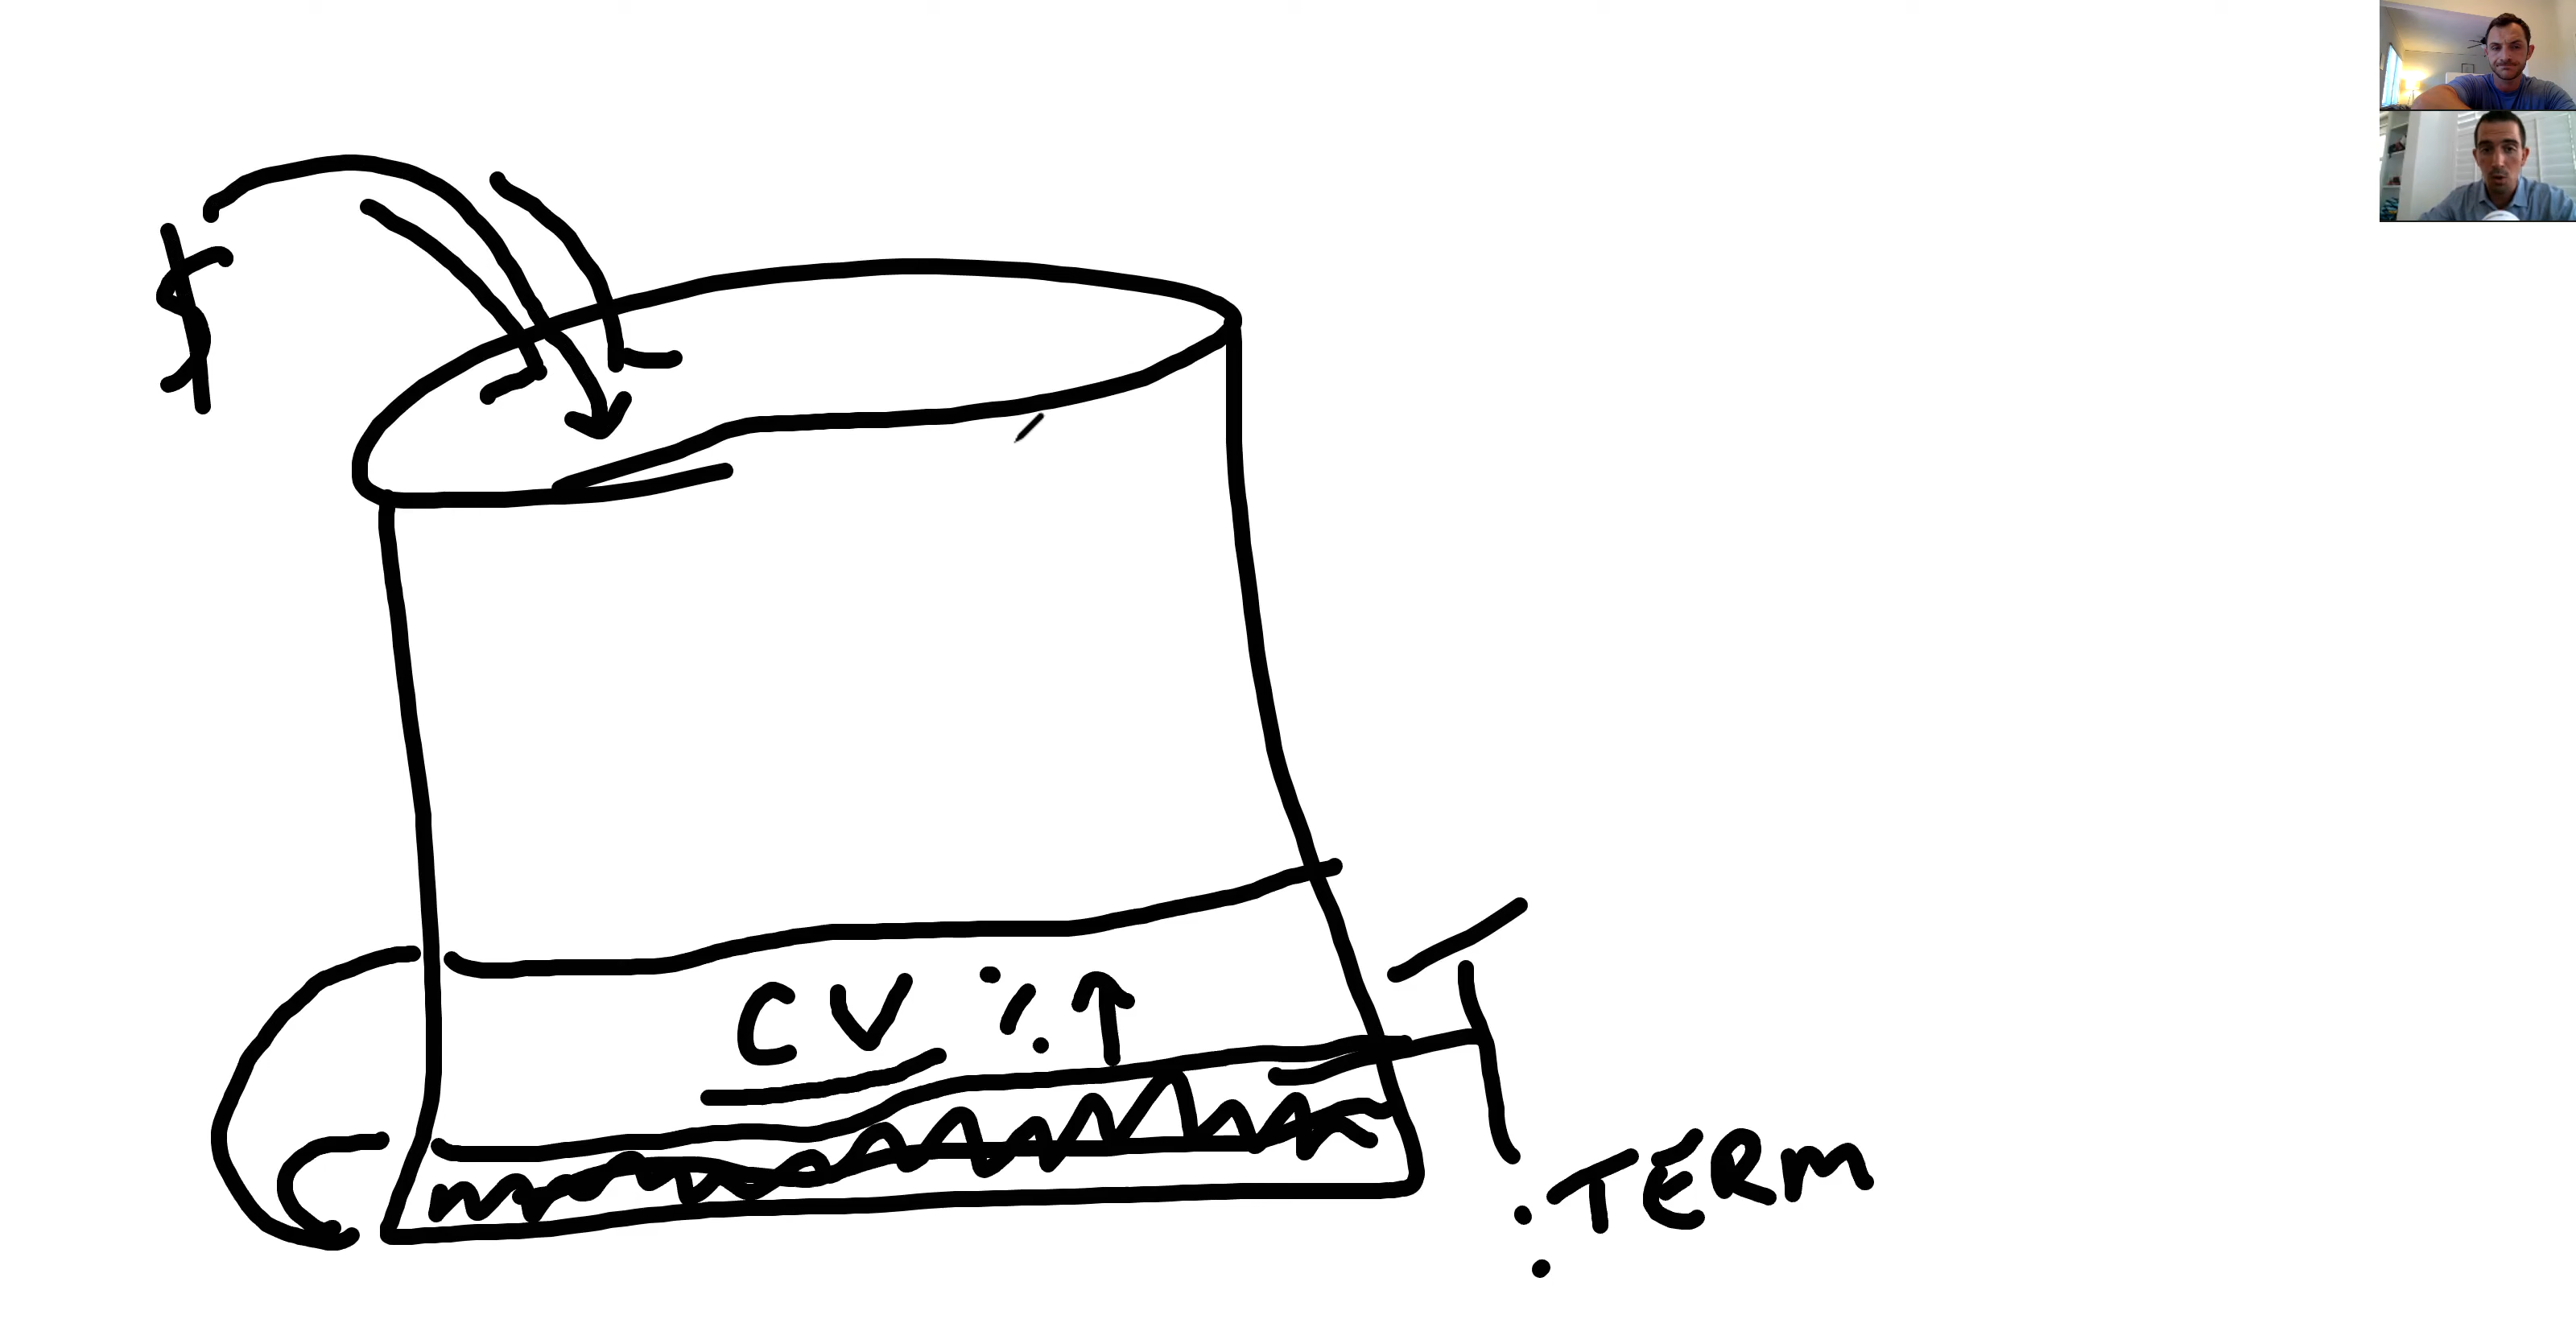 $
CV % ↑
TERM